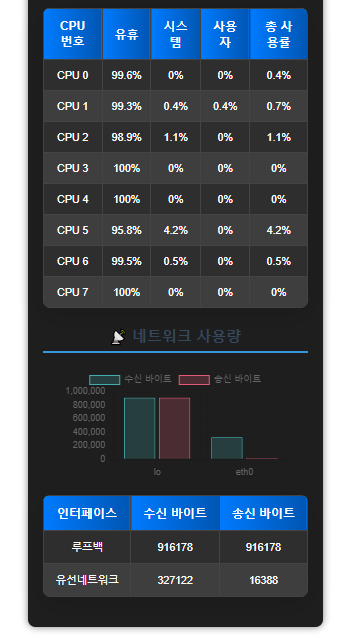 CPU 번호 유휴 시스템 사용자 총 사용률
CPU 0 99.6% 0% 0% 0.4%
CPU 1 99.3% 0.4% 0.4% 0.7%
CPU 2 98.9% 1.1% 0% 1.1%
CPU 3 100% 0% 0% 0%
CPU 4 100% 0% 0% 0%
CPU 5 95.8% 4.2% 0% 4.2%
CPU 6 99.5% 0.5% 0% 0.5%
CPU 7 100% 0% 0% 0%
네트워크 사용량
수신 바이트 송신 바이트
1,000,000
800,000
600,000
400,000
200,000
0
lo eth0
인터페이스 수신 바이트 송신 바이트
루프백 916178 916178
유선네트워크 327122 16388